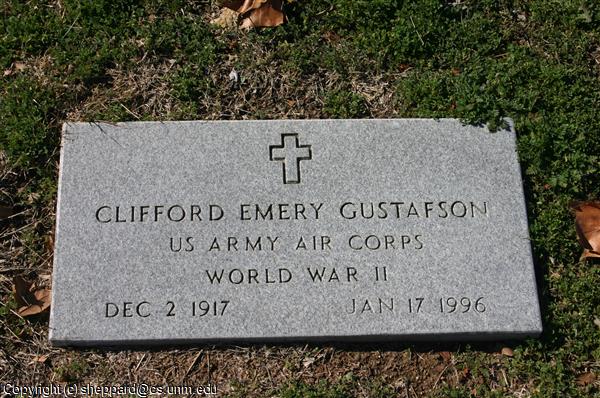 CLIFFORD EMERY GUSTAFSON
US ARMY AIR CORPS
WORLD WAR II
DEC 2 1917 JAN 17 1996
Copyright (c) sheppard@cs.unm.edu